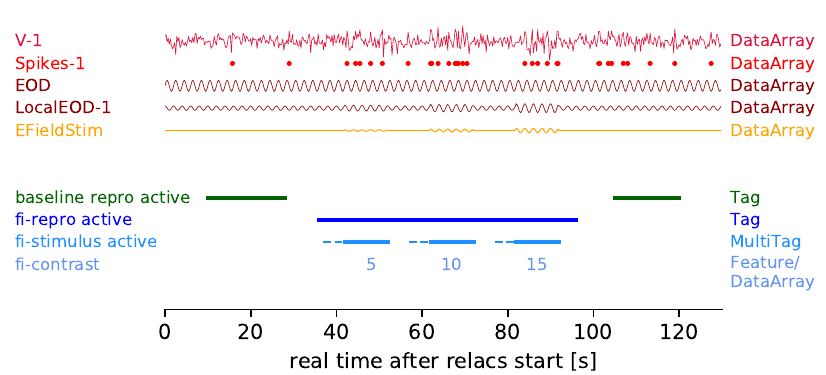 V-1 DataArray
Spikes-1 DataArray
EOD DataArray
LocalEOD-1 DataArray
EFieldStim DataArray
baseline repro active Tag
fi-repro active Tag
fi-stimulus active MultiTag
fi-contrast 5 10 15 Feature/
DataArray
0 20 40 60 80 100 120
real time after relacs start [s]